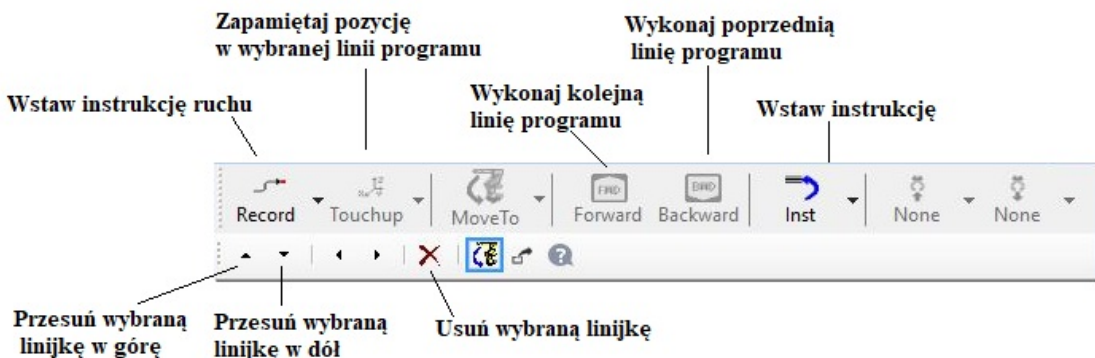 Zapamiętaj pozycję
w wybranej linii programu
Wykonaj poprzednią
linię programu
Wstaw instrukcję ruchu
Wykonaj kolejną
linię programu
Wstaw instrukcję
FWD
BWD
Record
Touchup
MoveTo
Forward
Backward
Inst
None
None
Przesuń wybraną
linijkę w górę
Przesuń wybraną
linijkę w dół
Usuń wybraną linijkę